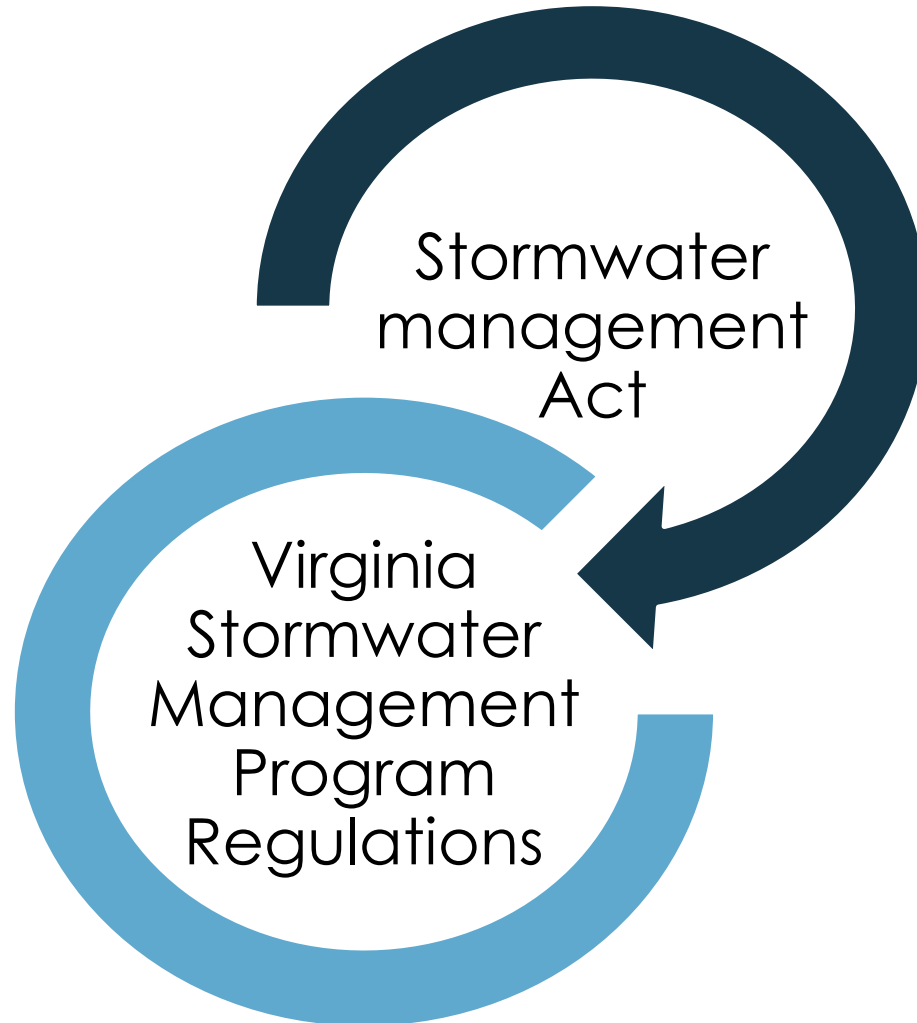 Stormwater
management
Act
Virginia
Stormwater
Management
Program
Regulations